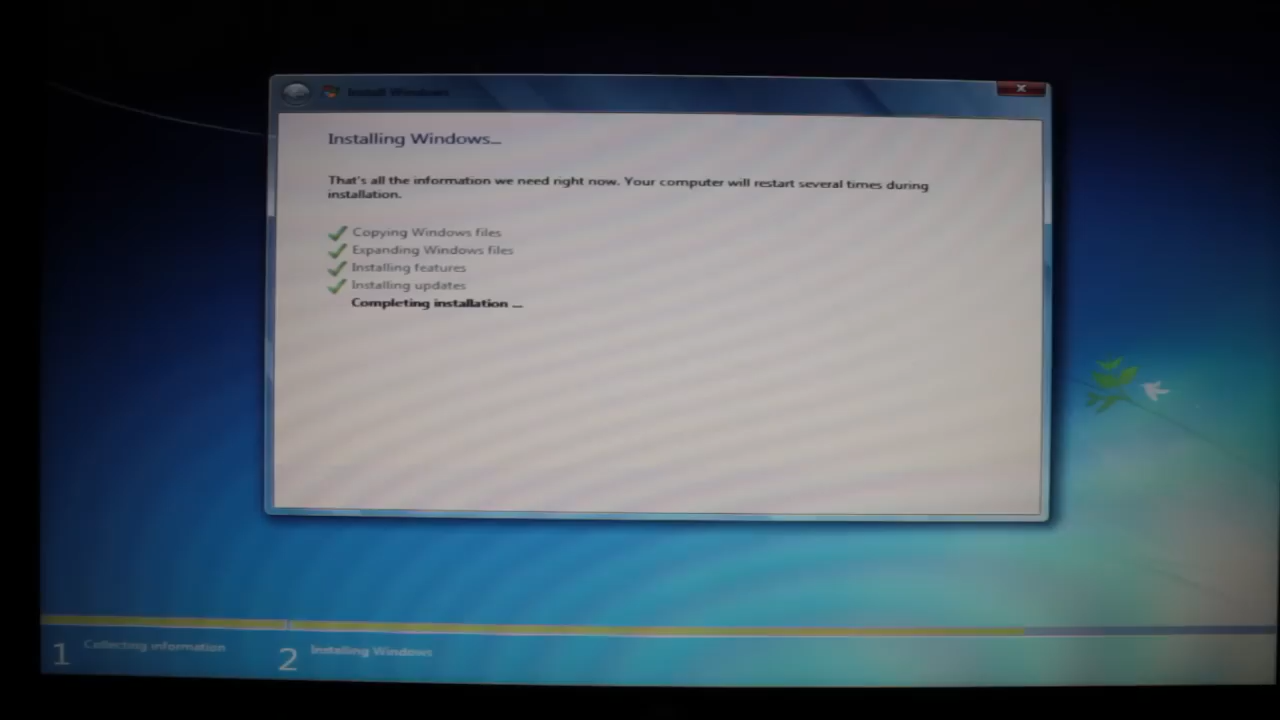 Install Windows
Installing Windows...
That's all the information we need right now. Your computer will restart several times during
installation.
Copying Windows files
Expanding Windows files
Installing features
Installing updates
Completing installation ...
1 Collecting information
2 Installing Windows